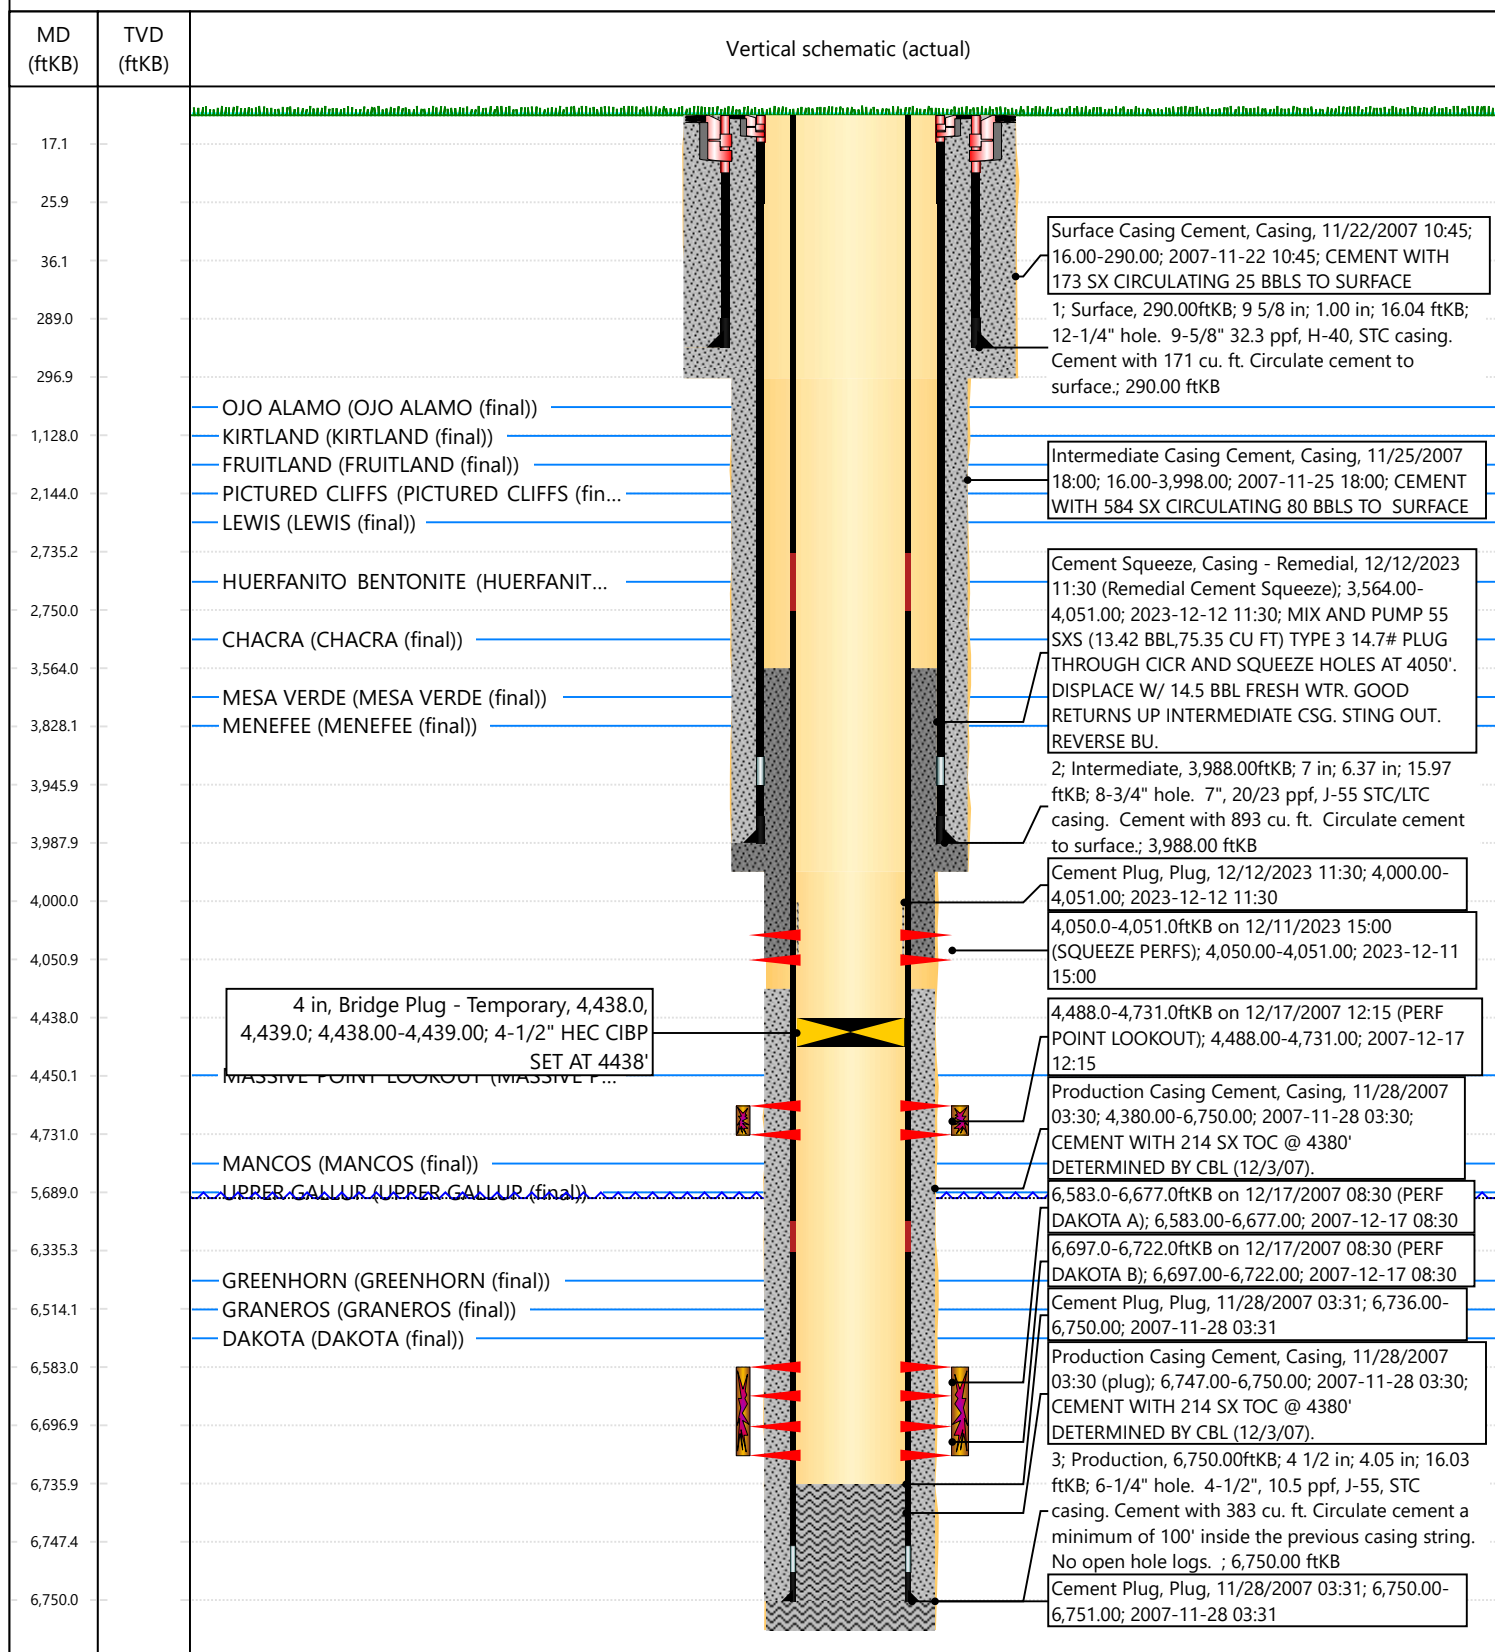 MD
(ftKB)
TVD
(ftKB)
Vertical schematic (actual)
17.1
25.9
36.1
289.0
296.9
1,128.0
2,144.0
2,735.2
2,750.0
3,564.0
3,828.1
3,945.9
3,987.9
4,000.0
4,050.9
4,438.0
4,450.1
4,731.0
5,689.0
6,335.3
6,514.1
6,583.0
6,696.9
6,735.9
6,747.4
6,750.0
OJO ALAMO (OJO ALAMO (final))
KIRTLAND (KIRTLAND (final))
FRUITLAND (FRUITLAND (final))
PICTURED CLIFFS (PICTURED CLIFFS (fin...
LEWIS (LEWIS (final))
HUERFANITO BENTONITE (HUERFANIT...
CHACRA (CHACRA (final))
MESA VERDE (MESA VERDE (final))
MENEFEE (MENEFEE (final))
4 in, Bridge Plug - Temporary, 4,438.0,
4,439.0; 4,438.00-4,439.00; 4-1/2" HEC CIBP
SET AT 4438'
MASSIVE POINT LOOKOUT (MASSIVE P...
MANCOS (MANCOS (final))
UPPER GALLUP (UPPER GALLUP (final))
GREENHORN (GREENHORN (final))
GRANEROS (GRANEROS (final))
DAKOTA (DAKOTA (final))
Surface Casing Cement, Casing, 11/22/2007 10:45;
16.00-290.00; 2007-11-22 10:45; CEMENT WITH
173 SX CIRCULATING 25 BBLS TO SURFACE
1; Surface, 290.00ftKB; 9 5/8 in; 1.00 in; 16.04 ftKB;
12-1/4" hole. 9-5/8" 32.3 ppf, H-40, STC casing.
Cement with 171 cu. ft. Circulate cement to
surface.; 290.00 ftKB
Intermediate Casing Cement, Casing, 11/25/2007
18:00; 16.00-3,998.00; 2007-11-25 18:00; CEMENT
WITH 584 SX CIRCULATING 80 BBLS TO SURFACE
Cement Squeeze, Casing - Remedial, 12/12/2023
11:30 (Remedial Cement Squeeze); 3,564.00-
4,051.00; 2023-12-12 11:30; MIX AND PUMP 55
SXS (13.42 BBL,75.35 CU FT) TYPE 3 14.7# PLUG
THROUGH CICR AND SQUEEZE HOLES AT 4050'.
DISPLACE W/ 14.5 BBL FRESH WTR. GOOD
RETURNS UP INTERMEDIATE CSG. STING OUT.
REVERSE BU.
2; Intermediate, 3,988.00ftKB; 7 in; 6.37 in; 15.97
ftKB; 8-3/4" hole. 7", 20/23 ppf, J-55 STC/LTC
casing. Cement with 893 cu. ft. Circulate cement
to surface.; 3,988.00 ftKB
Cement Plug, Plug, 12/12/2023 11:30; 4,000.00-
4,051.00; 2023-12-12 11:30
4,050.0-4,051.0ftKB on 12/11/2023 15:00
(SQUEEZE PERFS); 4,050.00-4,051.00; 2023-12-11
15:00
4,488.0-4,731.0ftKB on 12/17/2007 12:15 (PERF
POINT LOOKOUT); 4,488.00-4,731.00; 2007-12-17
12:15
Production Casing Cement, Casing, 11/28/2007
03:30; 4,380.00-6,750.00; 2007-11-28 03:30;
CEMENT WITH 214 SX TOC @ 4380'
DETERMINED BY CBL (12/3/07).
6,583.0-6,677.0ftKB on 12/17/2007 08:30 (PERF
DAKOTA A); 6,583.00-6,677.00; 2007-12-17 08:30
6,697.0-6,722.0ftKB on 12/17/2007 08:30 (PERF
DAKOTA B); 6,697.00-6,722.00; 2007-12-17 08:30
Cement Plug, Plug, 11/28/2007 03:31; 6,736.00-
6,750.00; 2007-11-28 03:31
Production Casing Cement, Casing, 11/28/2007
03:30 (plug); 6,747.00-6,750.00; 2007-11-28 03:30;
CEMENT WITH 214 SX TOC @ 4380'
DETERMINED BY CBL (12/3/07).
3; Production, 6,750.00ftKB; 4 1/2 in; 4.05 in; 16.03
ftKB; 6-1/4" hole. 4-1/2", 10.5 ppf, J-55, STC
casing. Cement with 383 cu. ft. Circulate cement a
minimum of 100' inside the previous casing string.
No open hole logs. ; 6,750.00 ftKB
Cement Plug, Plug, 11/28/2007 03:31; 6,750.00-
6,751.00; 2007-11-28 03:31